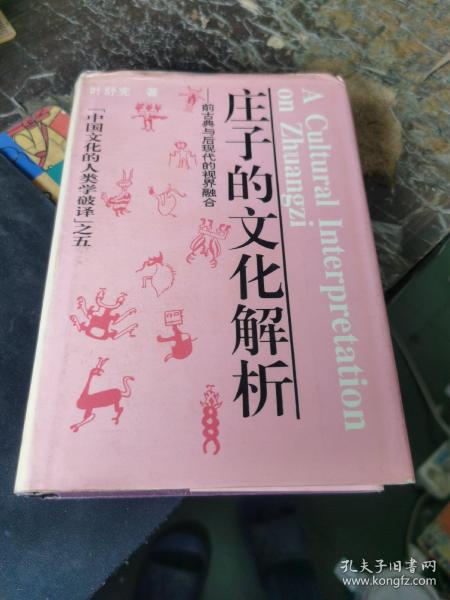 叶舒宪 著
庄子的文化解析
——前古典与后现代的视界融合
「中国文化的人类学破译」之五
A Cultural Interpretation
on Zhuangzi
孔夫子旧书网
www.kongfz.com